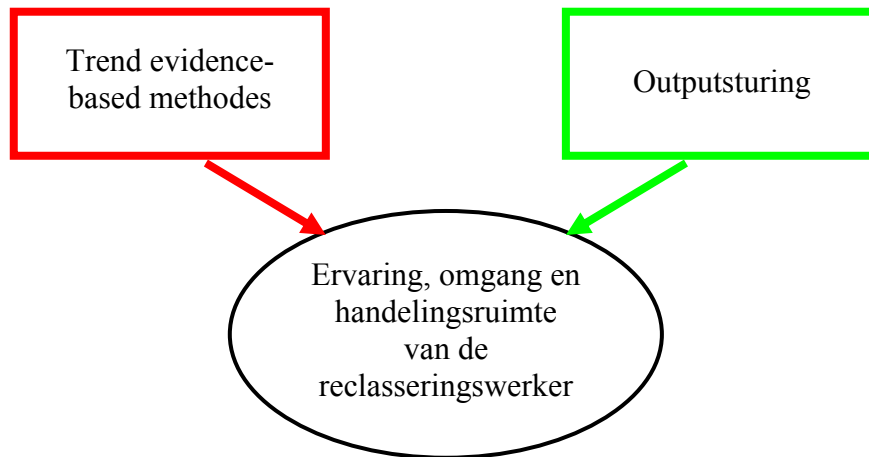 Trend evidence-
based methodes
Outputsturing
Ervaring, omgang en
handelingsruimte
van de
reclasseringswerker